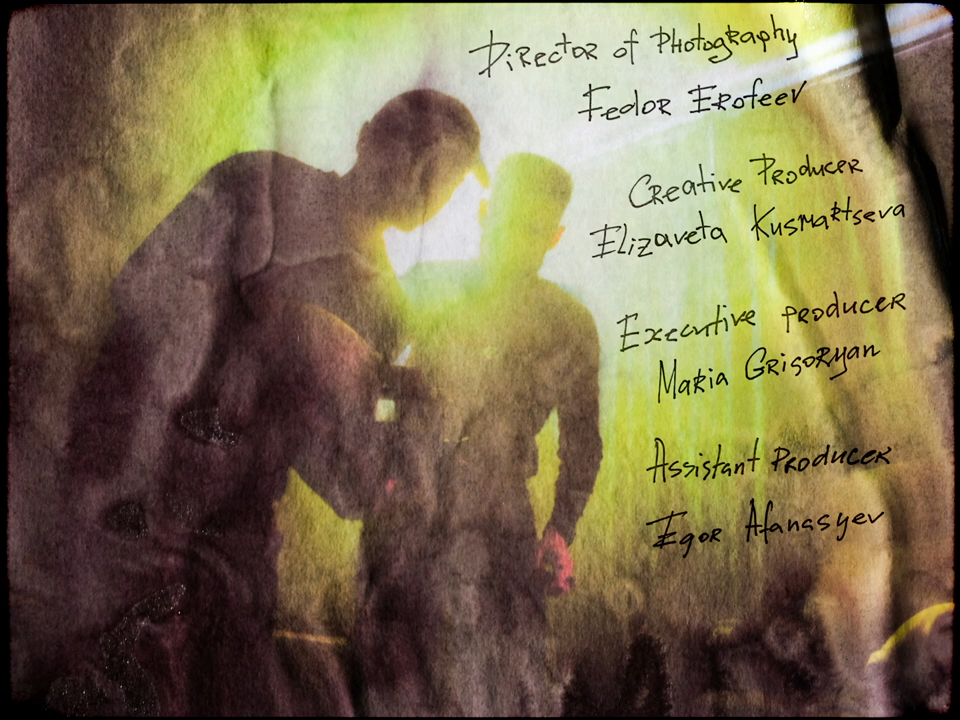 Director of Photography
Fedor Erofeev
Creative Producer
Elizaveta Kusmartseva
Executive producer
Maria Grigoryan
Assistant Producer
Egor Afanasyev